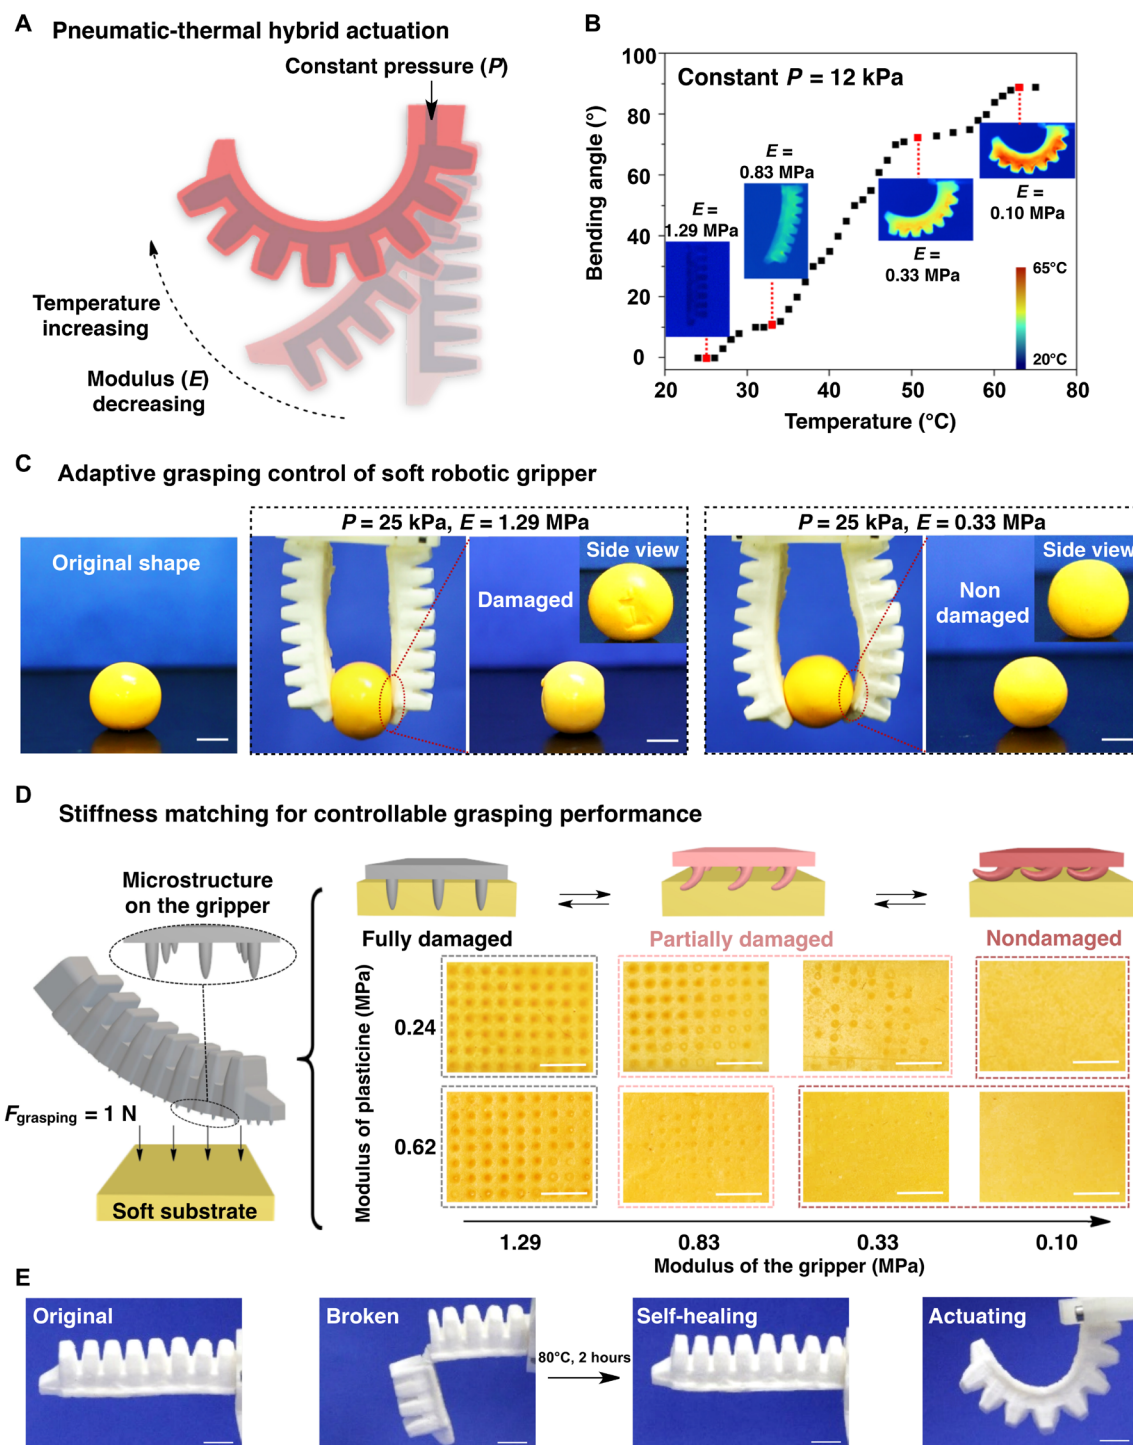 A Pneumatic-thermal hybrid actuation
Constant pressure (P)
Temperature
increasing
Modulus (E)
decreasing
B
Constant P = 12 kPa
Bending angle (°)
100
80
60
40
20
0
20 30 40 50 60 70 80
Temperature (°C)
E =
1.29 MPa
E =
0.83 MPa
E =
0.33 MPa
E =
0.10 MPa
65°C
20°C
C Adaptive grasping control of soft robotic gripper
Original shape
P = 25 kPa, E = 1.29 MPa
Damaged
Side view
P = 25 kPa, E = 0.33 MPa
Non
damaged
Side view
D Stiffness matching for controllable grasping performance
Microstructure
on the gripper
Fgrasping = 1 N
Soft substrate
Fully damaged
Partially damaged
Nondamaged
Modulus of plasticine (MPa)
0.24
0.62
1.29 0.83 0.33 0.10
Modulus of the gripper (MPa)
E
Original
Broken
80°C, 2 hours
Self-healing
Actuating